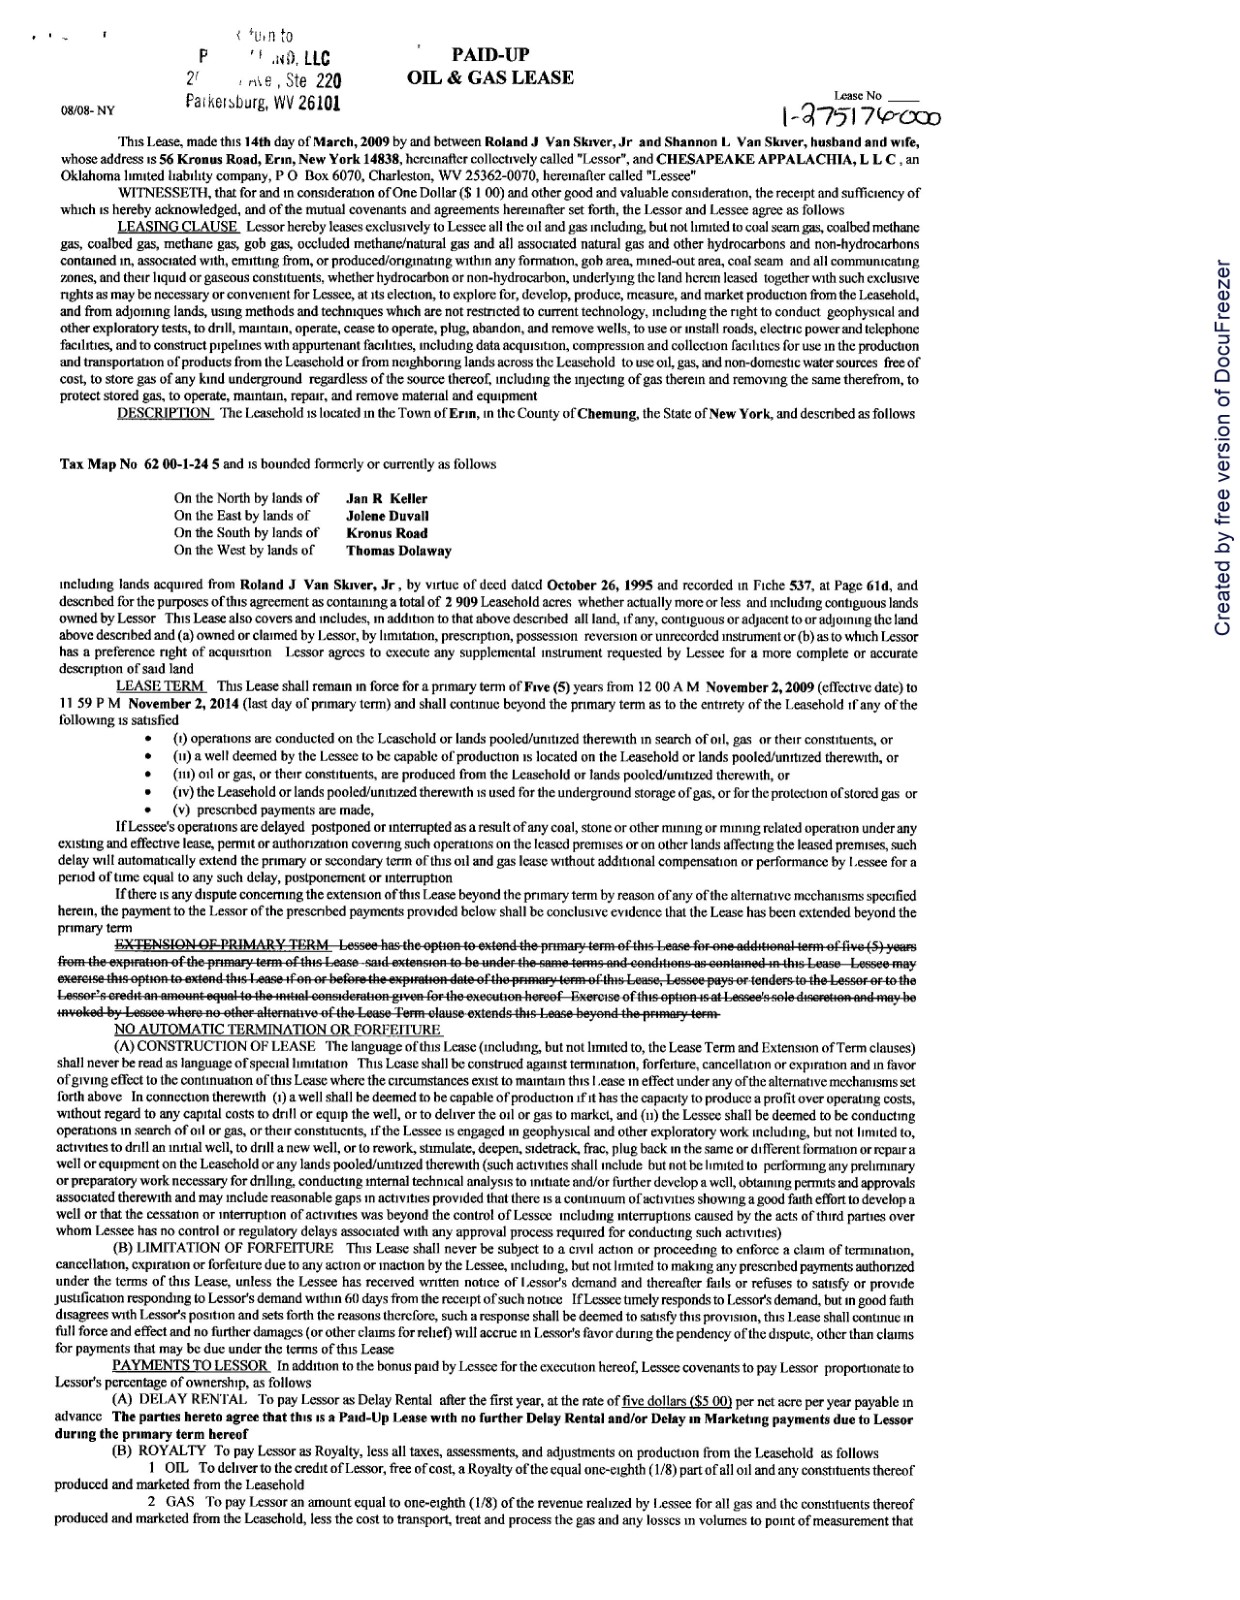 tuin to
P .ND, LLC
2 , Ste 220
Parkersburg, WV 26101
PAID-UP
OIL & GAS LEASE
08/08- NY
Lease No ____
1-275176-000
This Lease, made this 14th day of March, 2009 by and between Roland J Van Skiver, Jr and Shannon L Van Skiver, husband and wife,
whose address is 56 Kronus Road, Erin, New York 14838, hereinafter collectively called "Lessor", and CHESAPEAKE APPALACHIA, L L C , an
Oklahoma limited liability company, P O Box 6070, Charleston, WV 25362-0070, hereinafter called "Lessee"
WITNESSETH, that for and in consideration of One Dollar ($ 1 00) and other good and valuable consideration, the receipt and sufficiency of
which is hereby acknowledged, and of the mutual covenants and agreements hereinafter set forth, the Lessor and Lessee agree as follows
LEASING CLAUSE Lessor hereby leases exclusively to Lessee all the oil and gas including, but not limited to coal seam gas, coalbed methane
gas, coalbed gas, methane gas, gob gas, occluded methane/natural gas and all associated natural gas and other hydrocarbons and non-hydrocarbons
contained in, associated with, emitting from, or produced/originating within any formation, gob area, mined-out area, coal seam and all communicating
zones, and their liquid or gaseous constituents, whether hydrocarbon or non-hydrocarbon, underlying the land herein leased together with such exclusive
rights as may be necessary or convenient for Lessee, at its election, to explore for, develop, produce, measure, and market production from the Leasehold,
and from adjoining lands, using methods and techniques which are not restricted to current technology, including the right to conduct geophysical and
other exploratory tests, to drill, maintain, operate, cease to operate, plug, abandon, and remove wells, to use or install roads, electric power and telephone
facilities, and to construct pipelines with appurtenant facilities, including data acquisition, compression and collection facilities for use in the production
and transportation of products from the Leasehold or from neighboring lands across the Leasehold to use oil, gas, and non-domestic water sources free of
cost, to store gas of any kind underground regardless of the source thereof, including the injecting of gas therein and removing the same therefrom, to
protect stored gas, to operate, maintain, repair, and remove material and equipment
DESCRIPTION The Leasehold is located in the Town of Erin, in the County of Chemung, the State of New York, and described as follows
Tax Map No 62 00-1-24 5 and is bounded formerly or currently as follows
On the North by lands of Jan R Keller
On the East by lands of Jolene Duvall
On the South by lands of Kronus Road
On the West by lands of Thomas Dolaway
including lands acquired from Roland J Van Skiver, Jr , by virtue of deed dated October 26, 1995 and recorded in Fiche 537, at Page 61d, and
described for the purposes of this agreement as containing a total of 2 909 Leasehold acres whether actually more or less and including contiguous lands
owned by Lessor This Lease also covers and includes, in addition to that above described all land, if any, contiguous or adjacent to or adjoining the land
above described and (a) owned or claimed by Lessor, by limitation, prescription, possession reversion or unrecorded instrument or (b) as to which Lessor
has a preference right of acquisition Lessor agrees to execute any supplemental instrument requested by Lessee for a more complete or accurate
description of said land
LEASE TERM This Lease shall remain in force for a primary term of Five (5) years from 12 00 A M November 2, 2009 (effective date) to
11 59 P M November 2, 2014 (last day of primary term) and shall continue beyond the primary term as to the entirety of the Leasehold if any of the
following is satisfied
• (i) operations are conducted on the Leasehold or lands pooled/unitized therewith in search of oil, gas or their constituents, or
• (ii) a well deemed by the Lessee to be capable of production is located on the Leasehold or lands pooled/unitized therewith, or
• (iii) oil or gas, or their constituents, are produced from the Leasehold or lands pooled/unitized therewith, or
• (iv) the Leasehold or lands pooled/unitized therewith is used for the underground storage of gas, or for the protection of stored gas or
• (v) prescribed payments are made,
If Lessee's operations are delayed postponed or interrupted as a result of any coal, stone or other mining or mining related operation under any
existing and effective lease, permit or authorization covering such operations on the leased premises or on other lands affecting the leased premises, such
delay will automatically extend the primary or secondary term of this oil and gas lease without additional compensation or performance by Lessee for a
period of time equal to any such delay, postponement or interruption
If there is any dispute concerning the extension of this Lease beyond the primary term by reason of any of the alternative mechanisms specified
herein, the payment to the Lessor of the prescribed payments provided below shall be conclusive evidence that the Lease has been extended beyond the
primary term
EXTENSION OF PRIMARY TERM Lessee has the option to extend the primary term of this Lease for one additional term of five (5) years
from the expiration of the primary term of this Lease said extension to be under the same terms and conditions as contained in this Lease Lessee may
exercise this option to extend this Lease if on or before the expiration date of the primary term of this Lease, Lessee pays or tenders to the Lessor or to the
Lessor's credit an amount equal to the initial consideration given for the execution hereof Exercise of this option is at Lessee's sole discretion and may be
invoked by Lessee where no other alternative of the Lease Term clause extends this Lease beyond the primary term
NO AUTOMATIC TERMINATION OR FORFEITURE
(A) CONSTRUCTION OF LEASE The language of this Lease (including, but not limited to, the Lease Term and Extension of Term clauses)
shall never be read as language of special limitation This Lease shall be construed against termination, forfeiture, cancellation or expiration and in favor
of giving effect to the continuation of this Lease where the circumstances exist to maintain this Lease in effect under any of the alternative mechanisms set
forth above In connection therewith (i) a well shall be deemed to be capable of production if it has the capacity to produce a profit over operating costs,
without regard to any capital costs to drill or equip the well, or to deliver the oil or gas to market, and (ii) the Lessee shall be deemed to be conducting
operations in search of oil or gas, or their constituents, if the Lessee is engaged in geophysical and other exploratory work including, but not limited to,
activities to drill an initial well, to drill a new well, or to rework, stimulate, deepen, sidetrack, frac, plug back in the same or different formation or repair a
well or equipment on the Leasehold or any lands pooled/unitized therewith (such activities shall include but not be limited to performing any preliminary
or preparatory work necessary for drilling, conducting internal technical analysis to initiate and/or further develop a well, obtaining permits and approvals
associated therewith and may include reasonable gaps in activities provided that there is a continuum of activities showing a good faith effort to develop a
well or that the cessation or interruption of activities was beyond the control of Lessee including interruptions caused by the acts of third parties over
whom Lessee has no control or regulatory delays associated with any approval process required for conducting such activities)
(B) LIMITATION OF FORFEITURE This Lease shall never be subject to a civil action or proceeding to enforce a claim of termination,
cancellation, expiration or forfeiture due to any action or inaction by the Lessee, including, but not limited to making any prescribed payments authorized
under the terms of this Lease, unless the Lessee has received written notice of Lessor's demand and thereafter fails or refuses to satisfy or provide
justification responding to Lessor's demand within 60 days from the receipt of such notice If Lessee timely responds to Lessor's demand, but in good faith
disagrees with Lessor's position and sets forth the reasons therefore, such a response shall be deemed to satisfy this provision, this Lease shall continue in
full force and effect and no further damages (or other claims for relief) will accrue in Lessor's favor during the pendency of the dispute, other than claims
for payments that may be due under the terms of this Lease
PAYMENTS TO LESSOR In addition to the bonus paid by Lessee for the execution hereof, Lessee covenants to pay Lessor proportionate to
Lessor's percentage of ownership, as follows
(A) DELAY RENTAL To pay Lessor as Delay Rental after the first year, at the rate of five dollars ($5 00) per net acre per year payable in
advance The parties hereto agree that this is a Paid-Up Lease with no further Delay Rental and/or Delay in Marketing payments due to Lessor
during the primary term hereof
(B) ROYALTY To pay Lessor as Royalty, less all taxes, assessments, and adjustments on production from the Leasehold as follows
1 OIL To deliver to the credit of Lessor, free of cost, a Royalty of the equal one-eighth (1/8) part of all oil and any constituents thereof
produced and marketed from the Leasehold
2 GAS To pay Lessor an amount equal to one-eighth (1/8) of the revenue realized by Lessee for all gas and the constituents thereof
produced and marketed from the Leasehold, less the cost to transport, treat and process the gas and any losses in volumes to point of measurement that
Created by free version of DocuFreezer